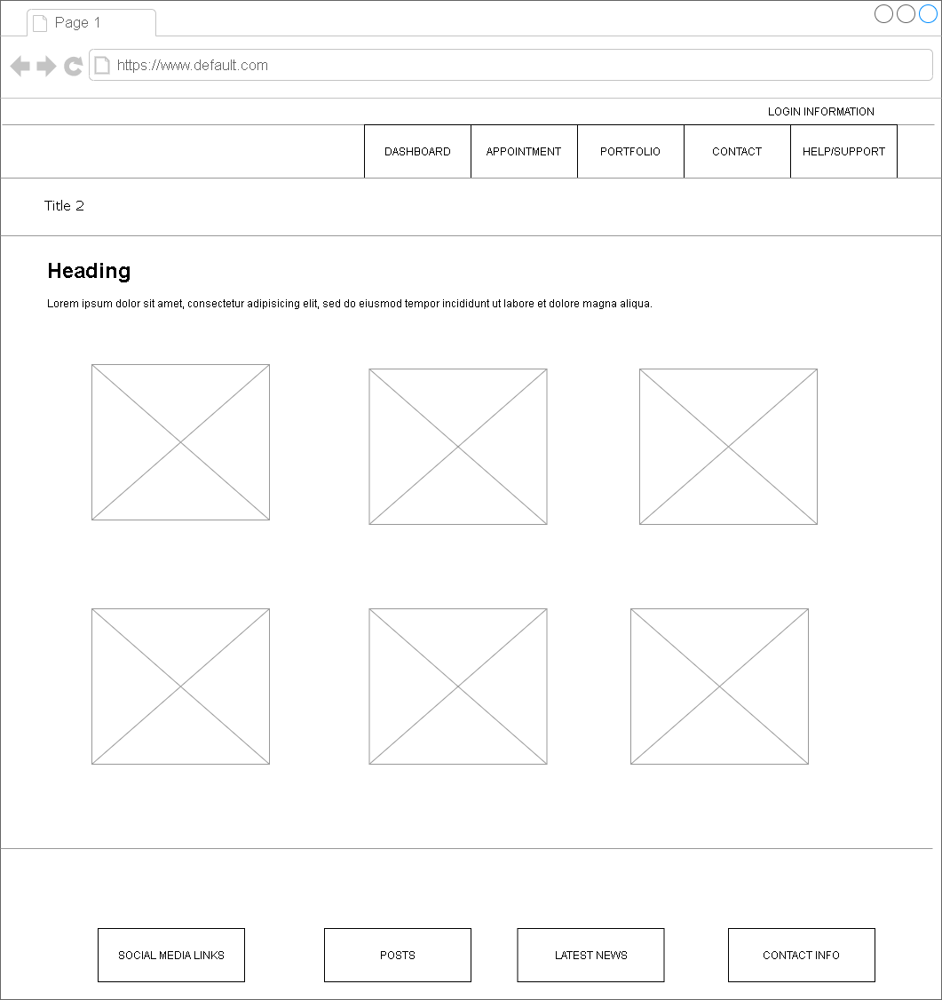 Page 1
https://www.default.com
LOGIN INFORMATION
DASHBOARD APPOINTMENT PORTFOLIO CONTACT HELP/SUPPORT
Title 2
Heading
Lorem ipsum dolor sit amet, consectetur adipisicing elit, sed do eiusmod tempor incididunt ut labore et dolore magna aliqua.
SOCIAL MEDIA LINKS POSTS LATEST NEWS CONTACT INFO